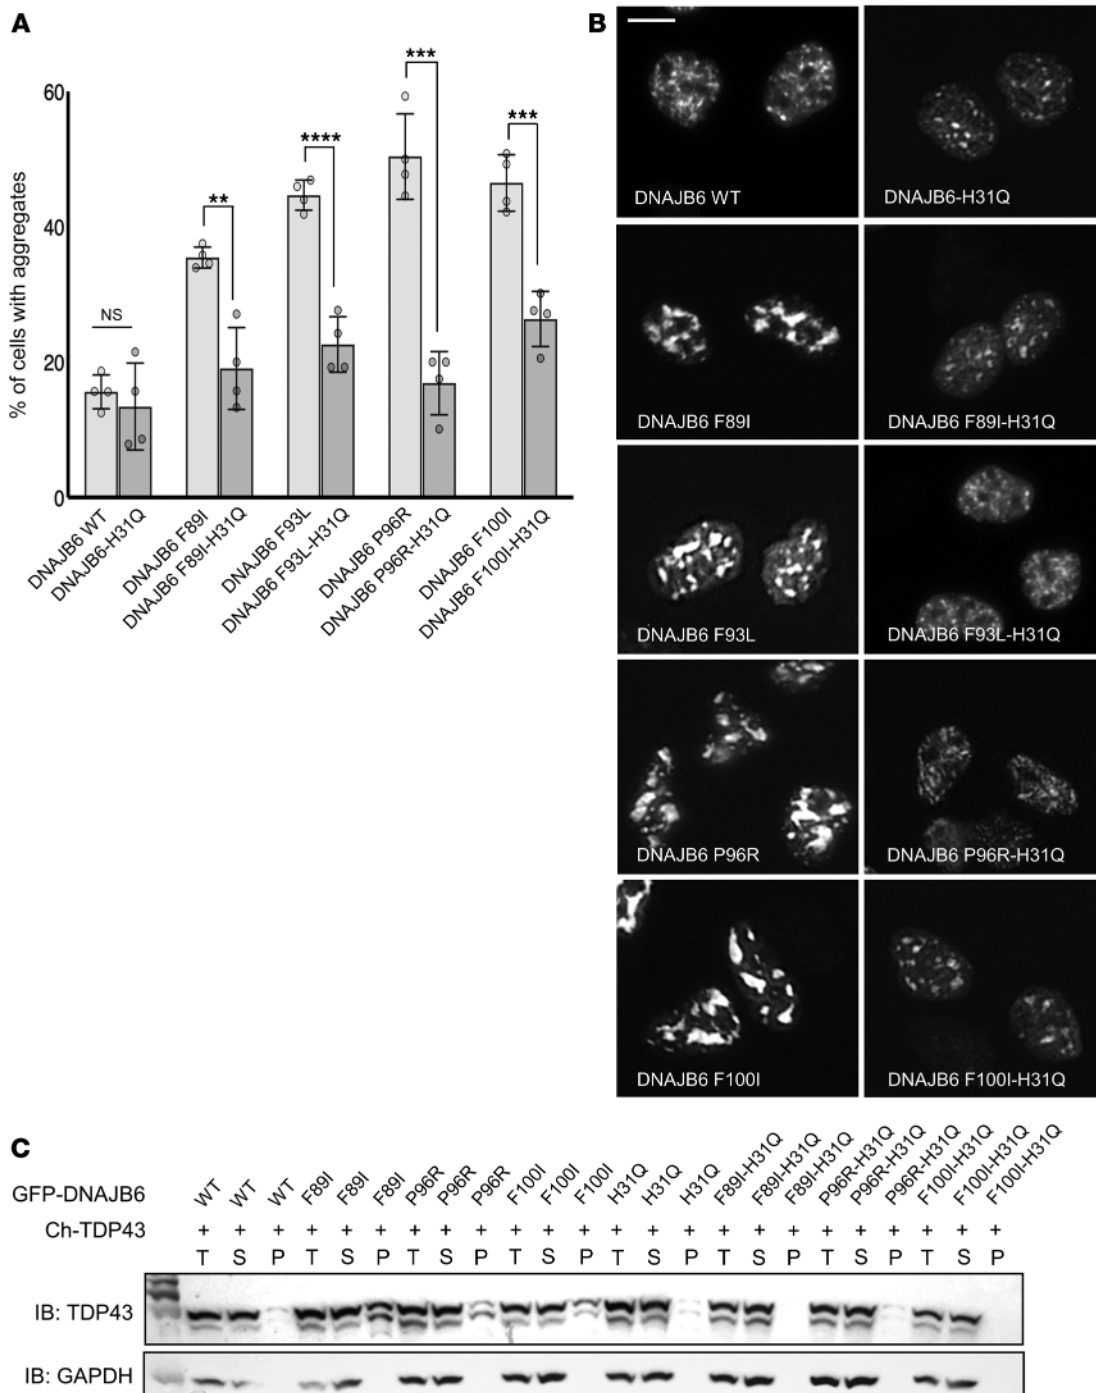 A
60
40
20
0
% of cells with aggregates
NS
**
****
***
***
DNAJB6 WT
DNAJB6-H31Q
DNAJB6 F89I
DNAJB6 F89I-H31Q
DNAJB6 F93L
DNAJB6 F93L-H31Q
DNAJB6 P96R
DNAJB6 P96R-H31Q
DNAJB6 F100I
DNAJB6 F100I-H31Q
B
DNAJB6 WT
DNAJB6-H31Q
DNAJB6 F89I
DNAJB6 F89I-H31Q
DNAJB6 F93L
DNAJB6 F93L-H31Q
DNAJB6 P96R
DNAJB6 P96R-H31Q
DNAJB6 F100I
DNAJB6 F100I-H31Q
C
GFP-DNAJB6 WT WT WT F89I F89I F89I P96R P96R P96R F100I F100I F100I H31Q H31Q H31Q F89I-H31Q F89I-H31Q F89I-H31Q P96R-H31Q P96R-H31Q P96R-H31Q F100I-H31Q F100I-H31Q F100I-H31Q
Ch-TDP43 + + + + + + + + + + + + + + + + + + + + + + + +
T S P T S P T S P T S P T S P T S P T S P T S P
IB: TDP43
IB: GAPDH